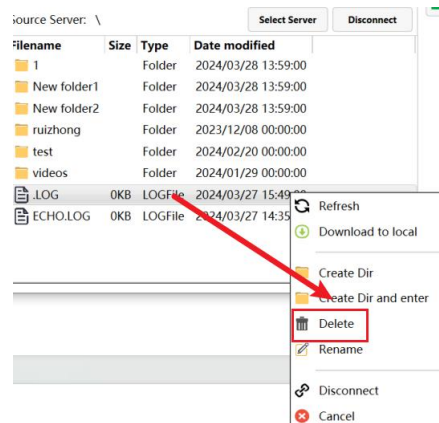 Source Server: \ Select Server Disconnect
Filename Size Type Date modified
1 Folder 2024/03/28 13:59:00
New folder1 Folder 2024/03/28 13:59:00
New folder2 Folder 2024/03/28 13:59:00
ruizhong Folder 2023/12/08 00:00:00
test Folder 2024/02/20 00:00:00
videos Folder 2024/01/29 00:00:00
.LOG 0KB LOGFile 2024/03/27 15:49
ECHO.LOG 0KB LOGFile 2024/03/27 14:35
Refresh
Download to local
Create Dir
Create Dir and enter
Delete
Rename
Disconnect
Cancel